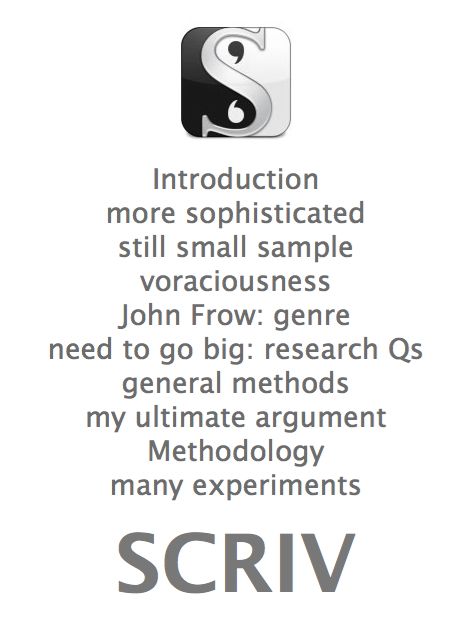 Introduction
more sophisticated
still small sample
voraciousness
John Frow: genre
need to go big: research Qs
general methods
my ultimate argument
Methodology
many experiments
SCRIV